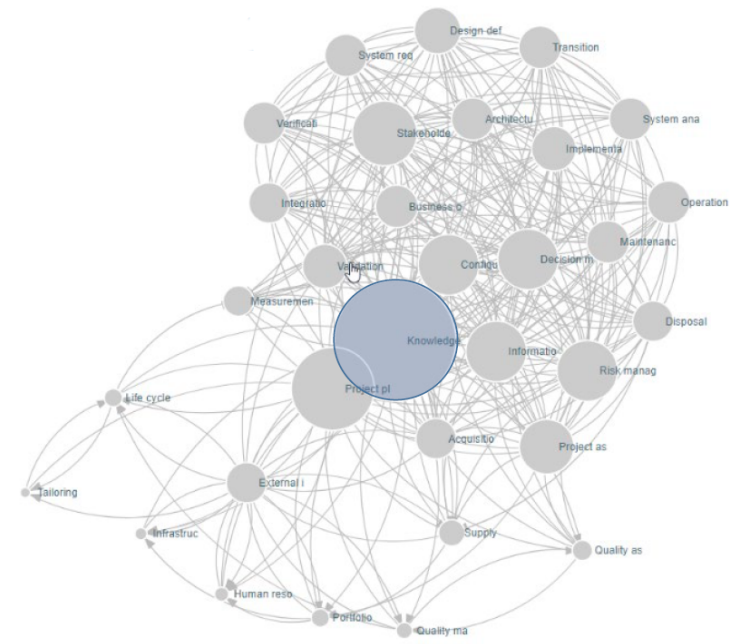 Design-def
Transition
System req
Verificati
Stakeholde
Architectu
System ana
Implementa
Integratio
Business o
Operation
Maintenanc
Validation
Configu
Decision m
Measuremen
Disposal
Knowledge
Informatio
Risk manag
Project pl
Life cycle
Acquisitio
Project as
External i
Tailoring
Infrastruc
Supply
Quality as
Human reso
Portfolio
Quality ma